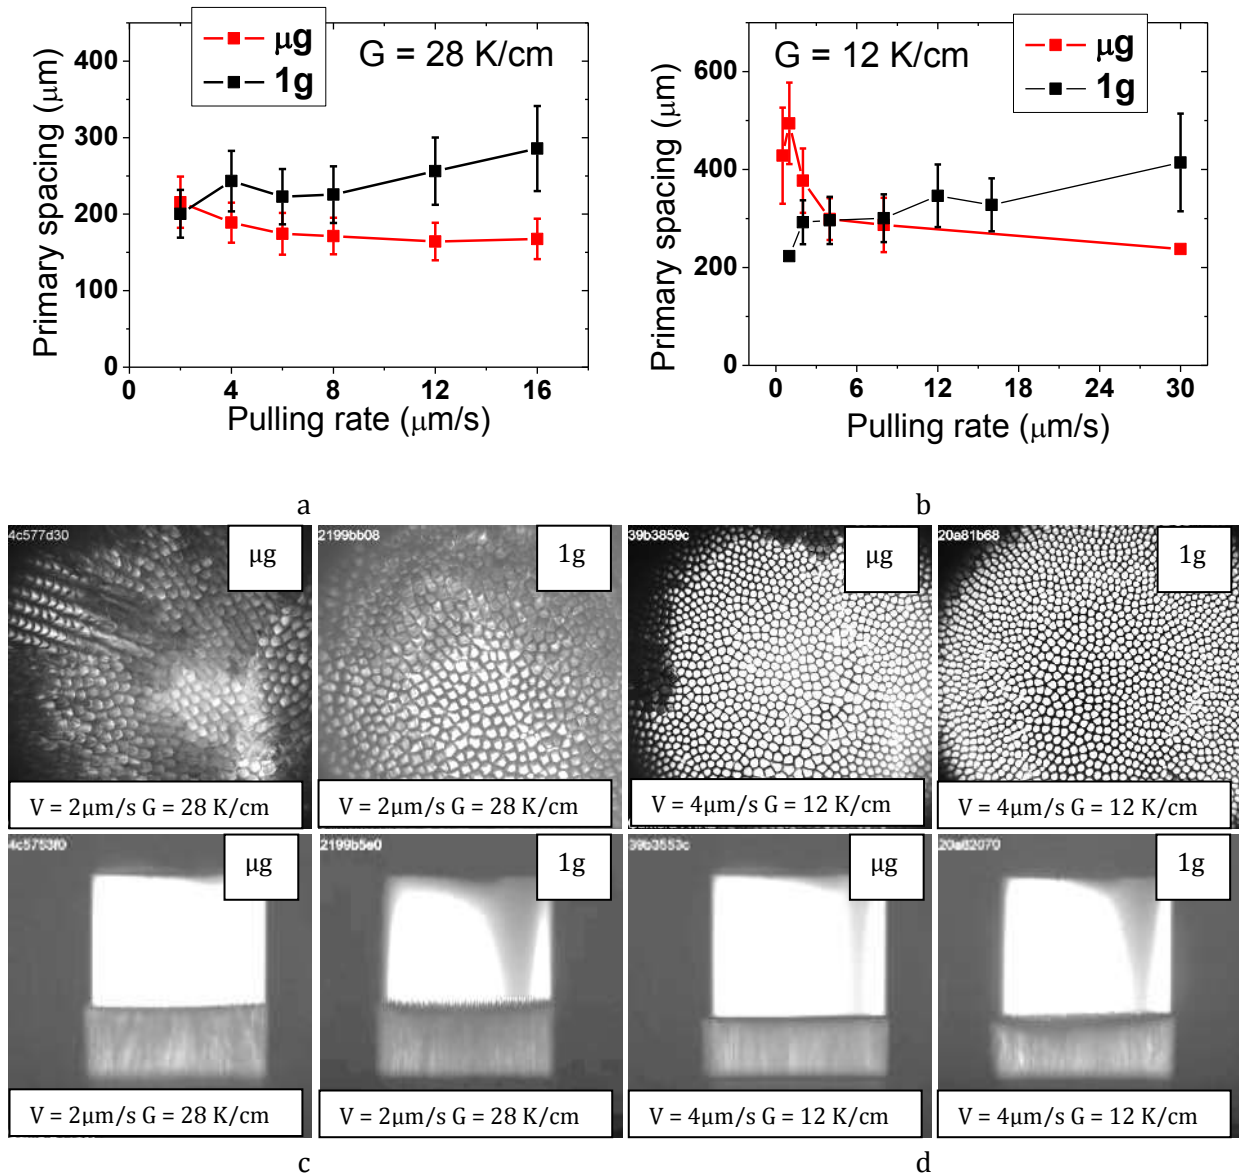 μg
1g
G = 28 K/cm
Primary spacing (μm)
400
300
200
100
0
0 4 8 12 16
Pulling rate (μm/s)
a
μg
1g
G = 12 K/cm
Primary spacing (μm)
600
400
200
0
0 6 12 18 24 30
Pulling rate (μm/s)
b
4c577d30
μg
2199bb08
1g
39b3859c
μg
20a81b68
1g
V = 2μm/s G = 28 K/cm
V = 2μm/s G = 28 K/cm
V = 4μm/s G = 12 K/cm
V = 4μm/s G = 12 K/cm
4c5753f0
μg
2199b5e0
1g
39b3553c
μg
20a82070
1g
V = 2μm/s G = 28 K/cm
V = 2μm/s G = 28 K/cm
V = 4μm/s G = 12 K/cm
V = 4μm/s G = 12 K/cm
c
d